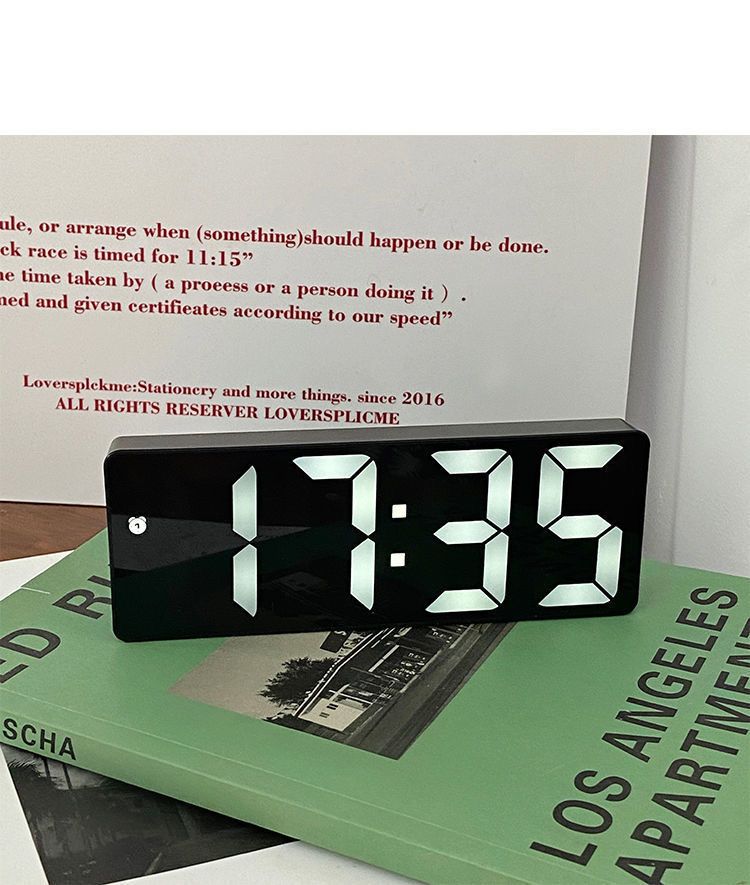 ule, or arrange when (something)should happen or be done.
ck race is timed for 11:15”
ne time taken by ( a proeess or a person doing it ) .
ned and given certifieates according to our speed”
Loversplckme:Stationcry and more things. since 2016
ALL RIGHTS RESERVER LOVERSPLICME
17:35
ED RU
SCHA
LOS ANGELES
APARTMEN